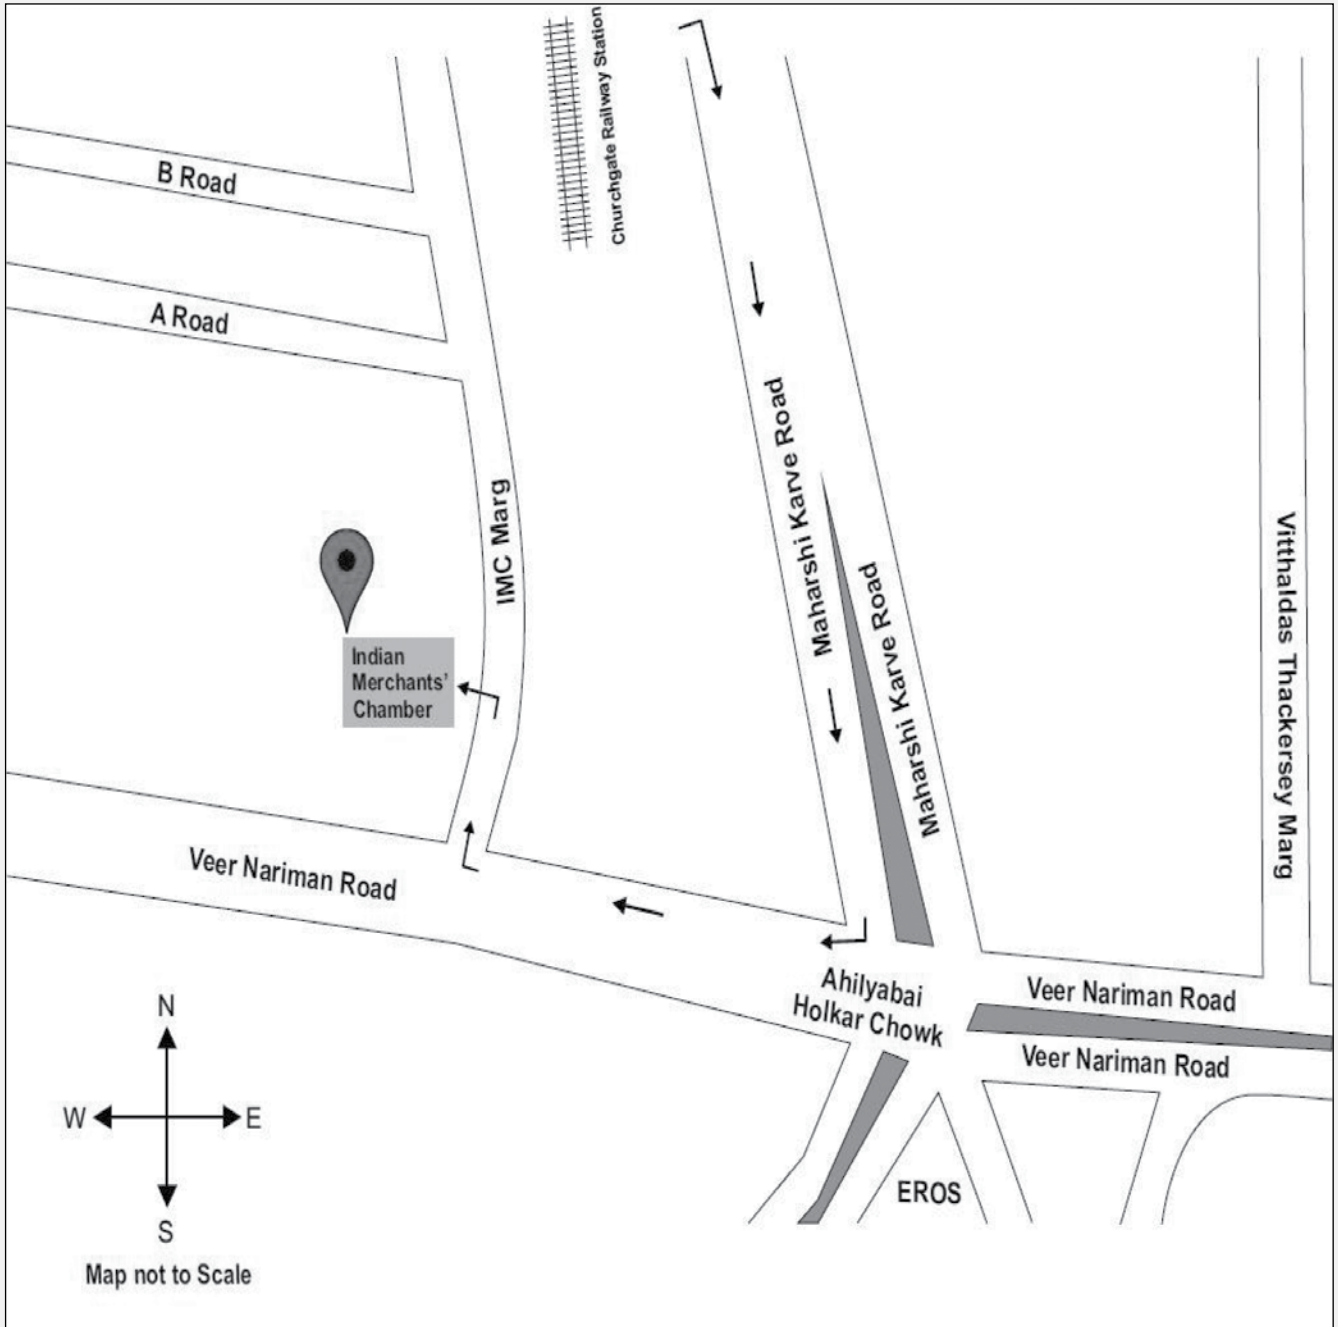 Churchgate Railway Station
B Road
A Road
IMC Marg
Maharshi Karve Road
Maharshi Karve Road
Vitthaldas Thackersey Marg
Indian
Merchants'
Chamber
Veer Nariman Road
Ahilyabai
Holkar Chowk
Veer Nariman Road
Veer Nariman Road
EROS
N
W
E
S
Map not to Scale